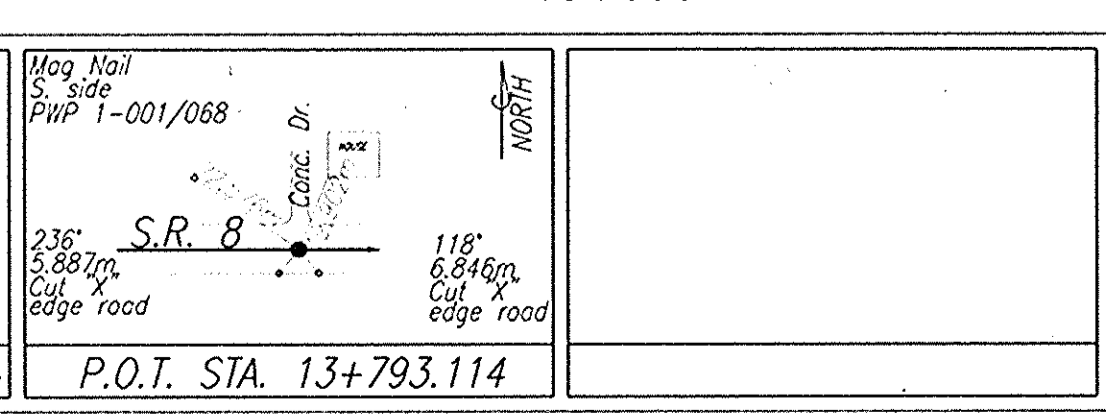 Mag Nail
S. side
PWP 1-001/068
NORTH
Conc. Dr.
HOUSE
S.R. 8
236°
5.887m,
Cut "X"
edge road
118°
6.846m,
Cut "X"
edge road
P.O.T. STA. 13+793.114